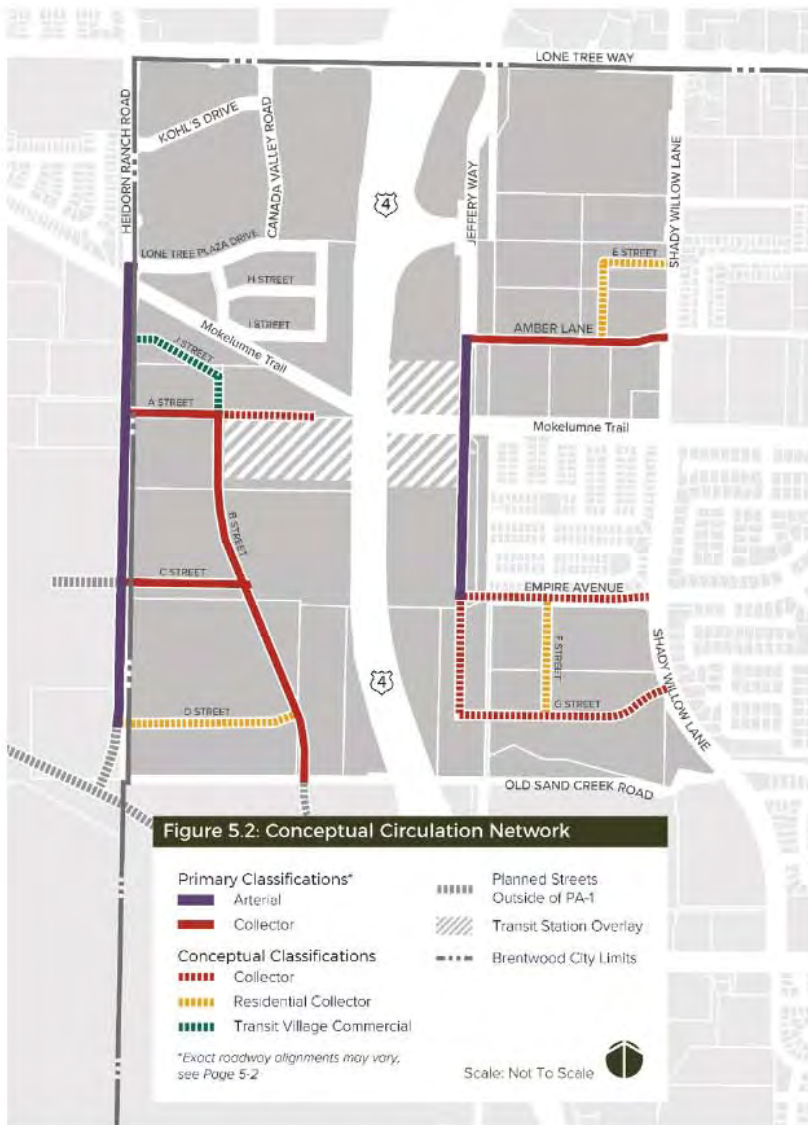 LONE TREE WAY
HEIDORN RANCH ROAD
KOHL'S DRIVE
CANADA VALLEY ROAD
4
JEFFERY WAY
SHADY WILLOW LANE
LONE TREE PLAZA DRIVE
E STREET
H STREET
I STREET
AMBER LANE
J STREET
Mokelumne Trail
A STREET
Mokelumne Trail
B STREET
C STREET
EMPIRE AVENUE
F STREET
SHADY WILLOW LANE
4
D STREET
G STREET
OLD SAND CREEK ROAD
Figure 5.2: Conceptual Circulation Network
Primary Classifications*
Arterial
Collector
Conceptual Classifications
Collector
Residential Collector
Transit Village Commercial
*Exact roadway alignments may vary,
see Page 5-2
Planned Streets
Outside of PA-1
Transit Station Overlay
Brentwood City Limits
Scale: Not To Scale